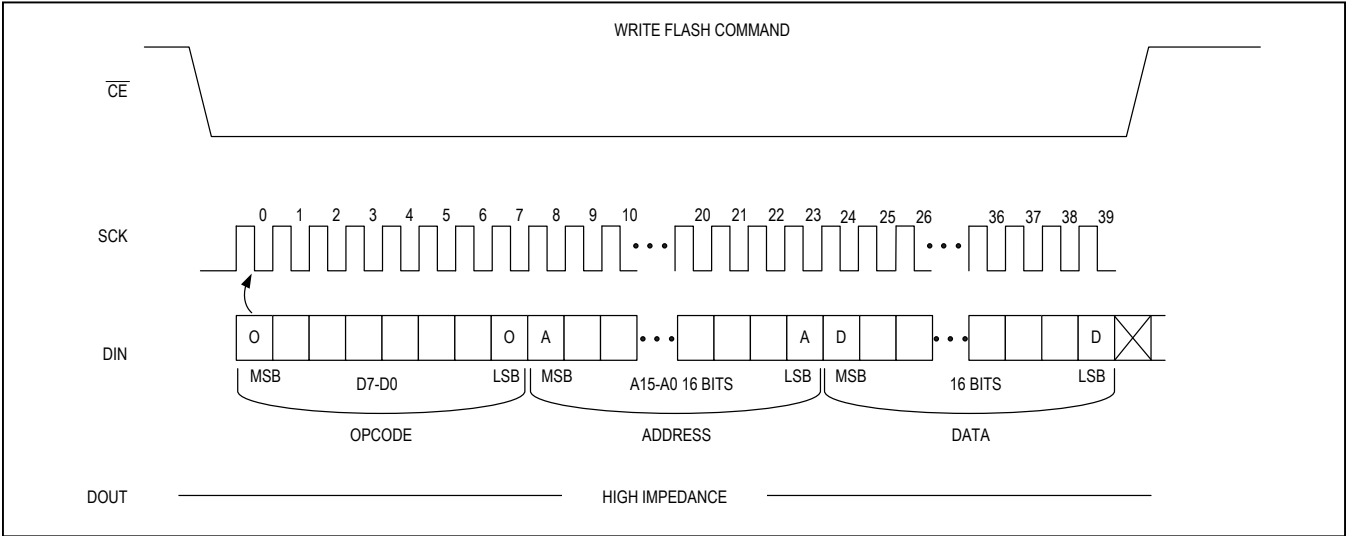 WRITE FLASH COMMAND
CE
SCK
0 1 2 3 4 5 6 7 8 9 10 20 21 22 23 24 25 26 36 37 38 39
DIN
O O A A D D
MSB D7-D0 LSB MSB A15-A0 16 BITS LSB MSB 16 BITS LSB
OPCODE ADDRESS DATA
DOUT HIGH IMPEDANCE